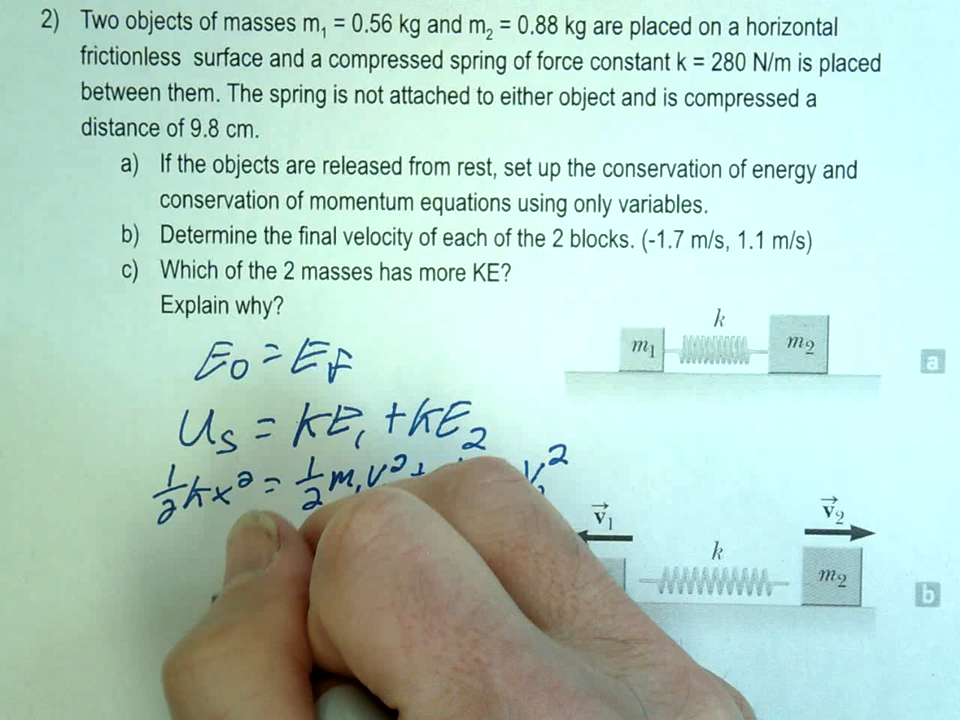 2) Two objects of masses m₁ = 0.56 kg and m₂ = 0.88 kg are placed on a horizontal
frictionless surface and a compressed spring of force constant k = 280 N/m is placed
between them. The spring is not attached to either object and is compressed a
distance of 9.8 cm.
a) If the objects are released from rest, set up the conservation of energy and
conservation of momentum equations using only variables.
b) Determine the final velocity of each of the 2 blocks. (-1.7 m/s, 1.1 m/s)
c) Which of the 2 masses has more KE?
Explain why?
k
m₁
m₂
a
E₀ = E_F
U_S = KE₁ + KE₂
½kx² = ½m₁v² +
v₁
v₂
k
m₂
b